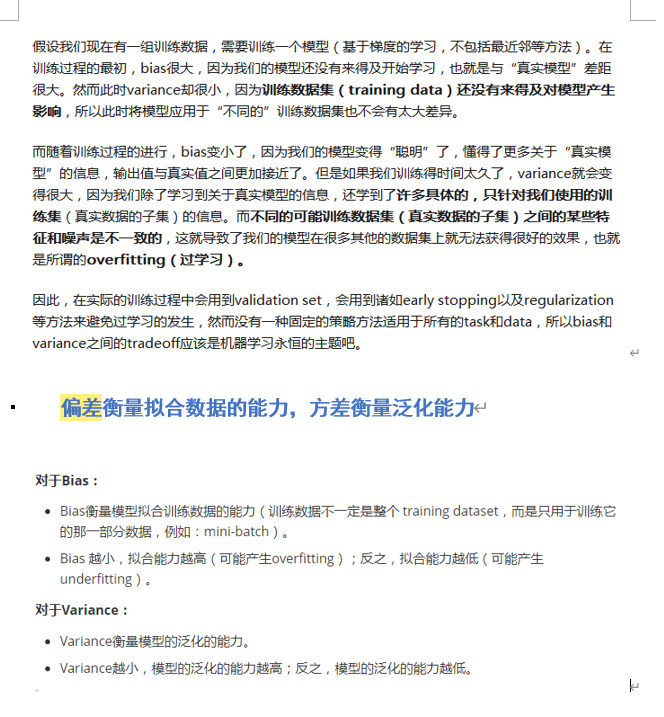 假设我们现在有一组训练数据，需要训练一个模型（基于梯度的学习，不包括最近邻等方法）。在
训练过程的最初，bias很大，因为我们的模型还没有来得及开始学习，也就是与“真实模型”差距
很大。然而此时variance却很小，因为训练数据集（training data）还没有来得及对模型产生
影响，所以此时将模型应用于“不同的”训练数据集也不会有太大差异。
而随着训练过程的进行，bias变小了，因为我们的模型变得“聪明”了，懂得了更多关于“真实模
型”的信息，输出值与真实值之间更加接近了。但是如果我们训练得时间太久了，variance就会变
得很大，因为我们除了学习到关于真实模型的信息，还学到了许多具体的，只针对我们使用的训
练集（真实数据的子集）的信息。而不同的可能训练数据集（真实数据的子集）之间的某些特
征和噪声是不一致的，这就导致了我们的模型在很多其他的数据集上就无法获得很好的效果，也就
是所谓的overfitting（过学习）。
因此，在实际的训练过程中会用到validation set，会用到诸如early stopping以及regularization
等方法来避免过学习的发生，然而没有一种固定的策略方法适用于所有的task和data，所以bias和
variance之间的tradeoff应该是机器学习永恒的主题吧。
偏差衡量拟合数据的能力，方差衡量泛化能力
对于Bias：
Bias衡量模型拟合训练数据的能力（训练数据不一定是整个 training dataset，而是只用于训练它
的那一部分数据，例如：mini-batch）。
Bias 越小，拟合能力越高（可能产生overfitting）；反之，拟合能力越低（可能产生
underfitting）。
对于Variance：
Variance衡量模型的泛化的能力。
Variance越小，模型的泛化的能力越高；反之，模型的泛化的能力越低。